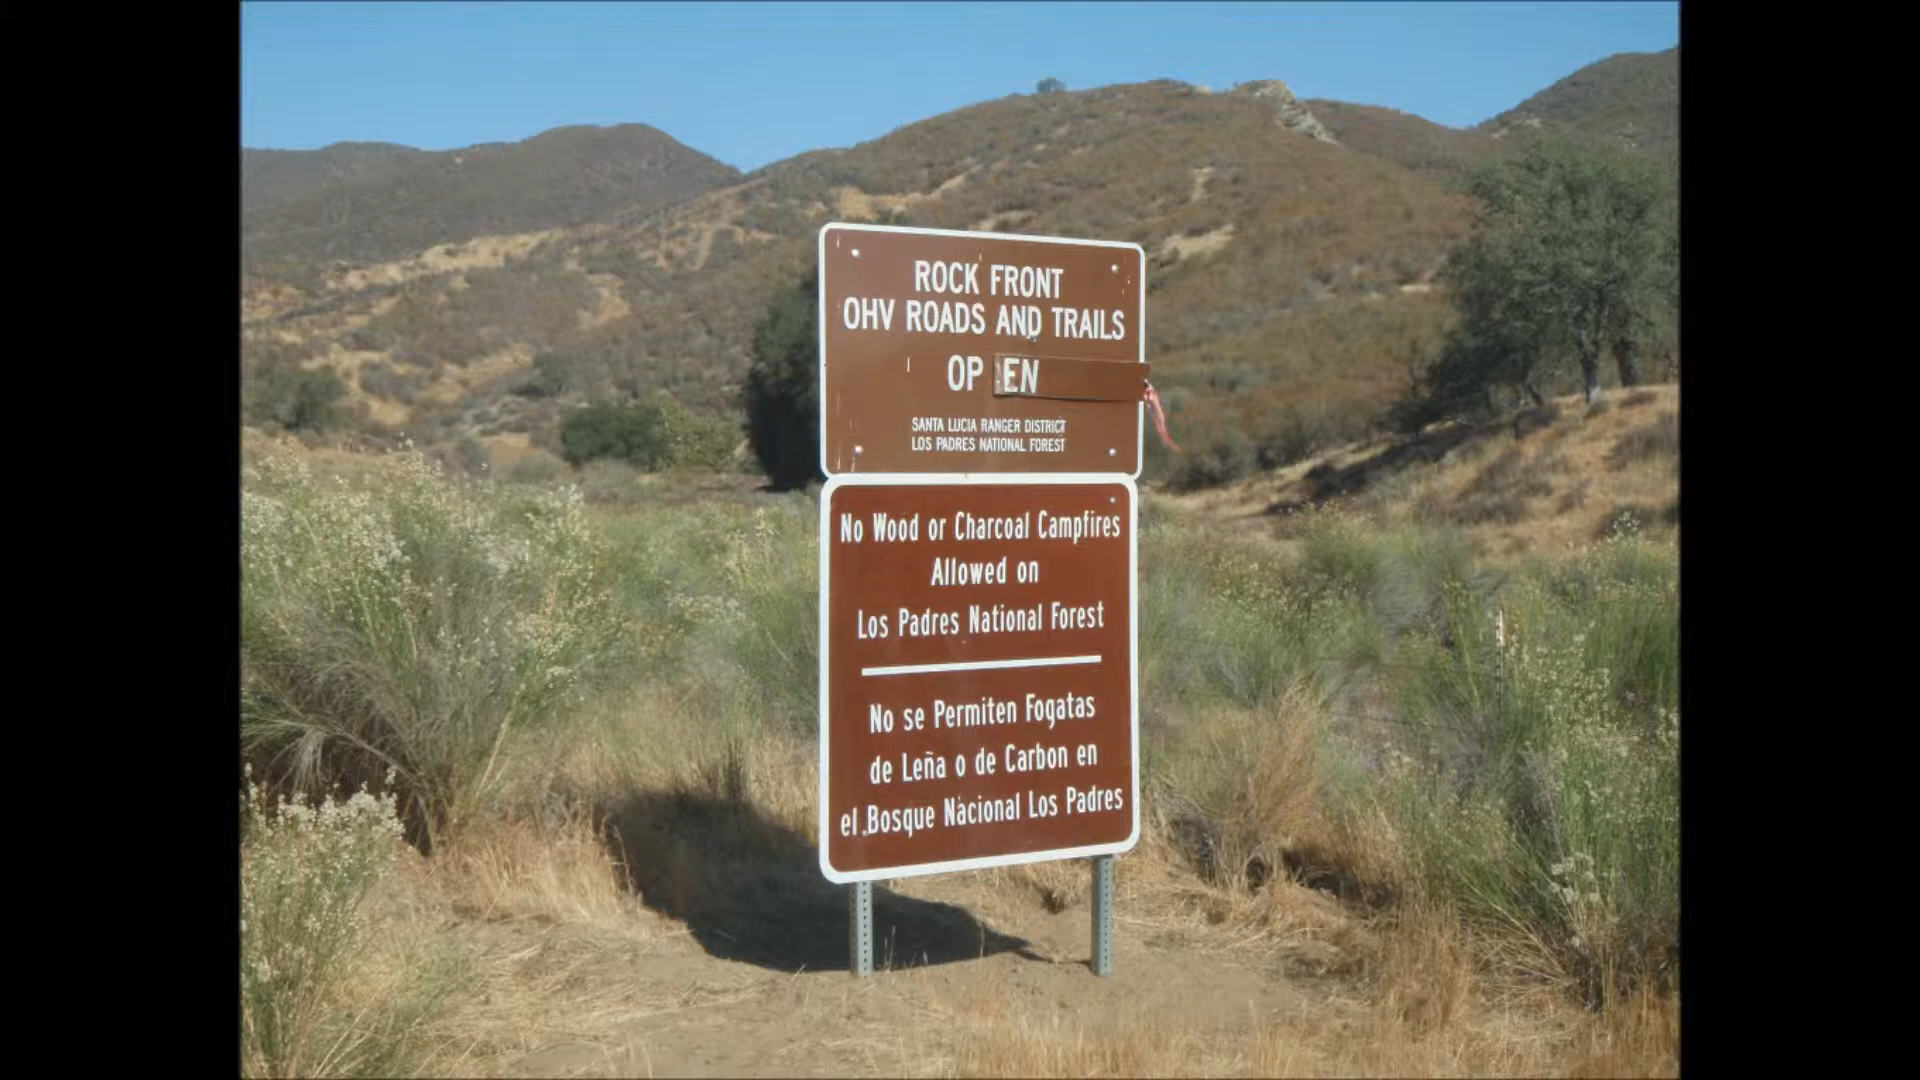 ROCK FRONT
OHV ROADS AND TRAILS
OPEN
SANTA LUCIA RANGER DISTRICT
LOS PADRES NATIONAL FOREST
No Wood or Charcoal Campfires
Allowed on
Los Padres National Forest
No se Permiten Fogatas
de Leña o de Carbon en
el Bosque Nacional Los Padres